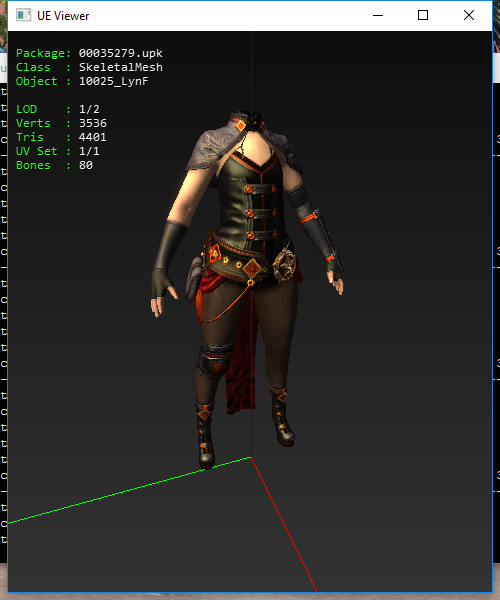 UE Viewer
Package: 00035279.upk
Class : SkeletalMesh
Object : 10025_LynF
LOD : 1/2
Verts : 3536
Tris : 4401
UV Set : 1/1
Bones : 80